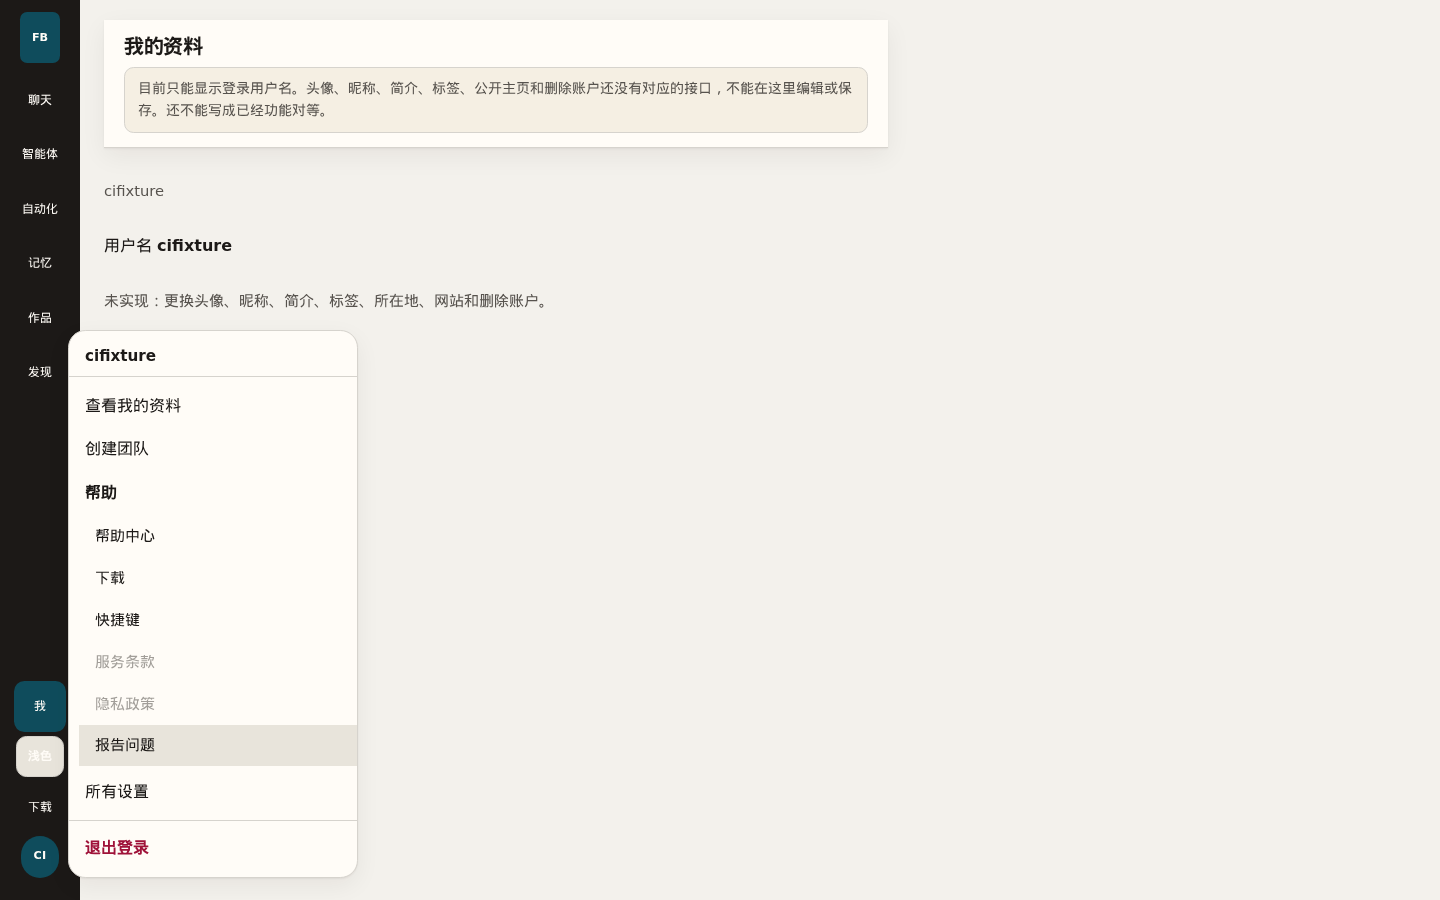 FB
聊天
智能体
自动化
记忆
作品
发现
我
浅色
下载
CI
我的资料
目前只能显示登录用户名。头像、昵称、简介、标签、公开主页和删除账户还没有对应的接口，不能在这里编辑或保
存。还不能写成已经功能对等。
cifixture
用户名 cifixture
未实现：更换头像、昵称、简介、标签、所在地、网站和删除账户。
cifixture
查看我的资料
创建团队
帮助
帮助中心
下载
快捷键
服务条款
隐私政策
报告问题
所有设置
退出登录